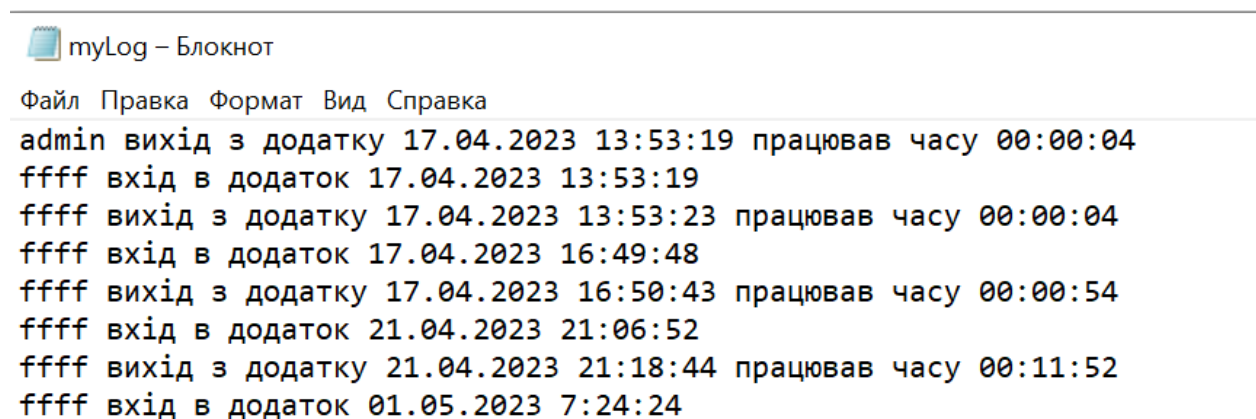 myLog – Блокнот
Файл Правка Формат Вид Справка
admin вихід з додатку 17.04.2023 13:53:19 працював часу 00:00:04
ffff вхід в додаток 17.04.2023 13:53:19
ffff вихід з додатку 17.04.2023 13:53:23 працював часу 00:00:04
ffff вхід в додаток 17.04.2023 16:49:48
ffff вихід з додатку 17.04.2023 16:50:43 працював часу 00:00:54
ffff вхід в додаток 21.04.2023 21:06:52
ffff вихід з додатку 21.04.2023 21:18:44 працював часу 00:11:52
ffff вхід в додаток 01.05.2023 7:24:24